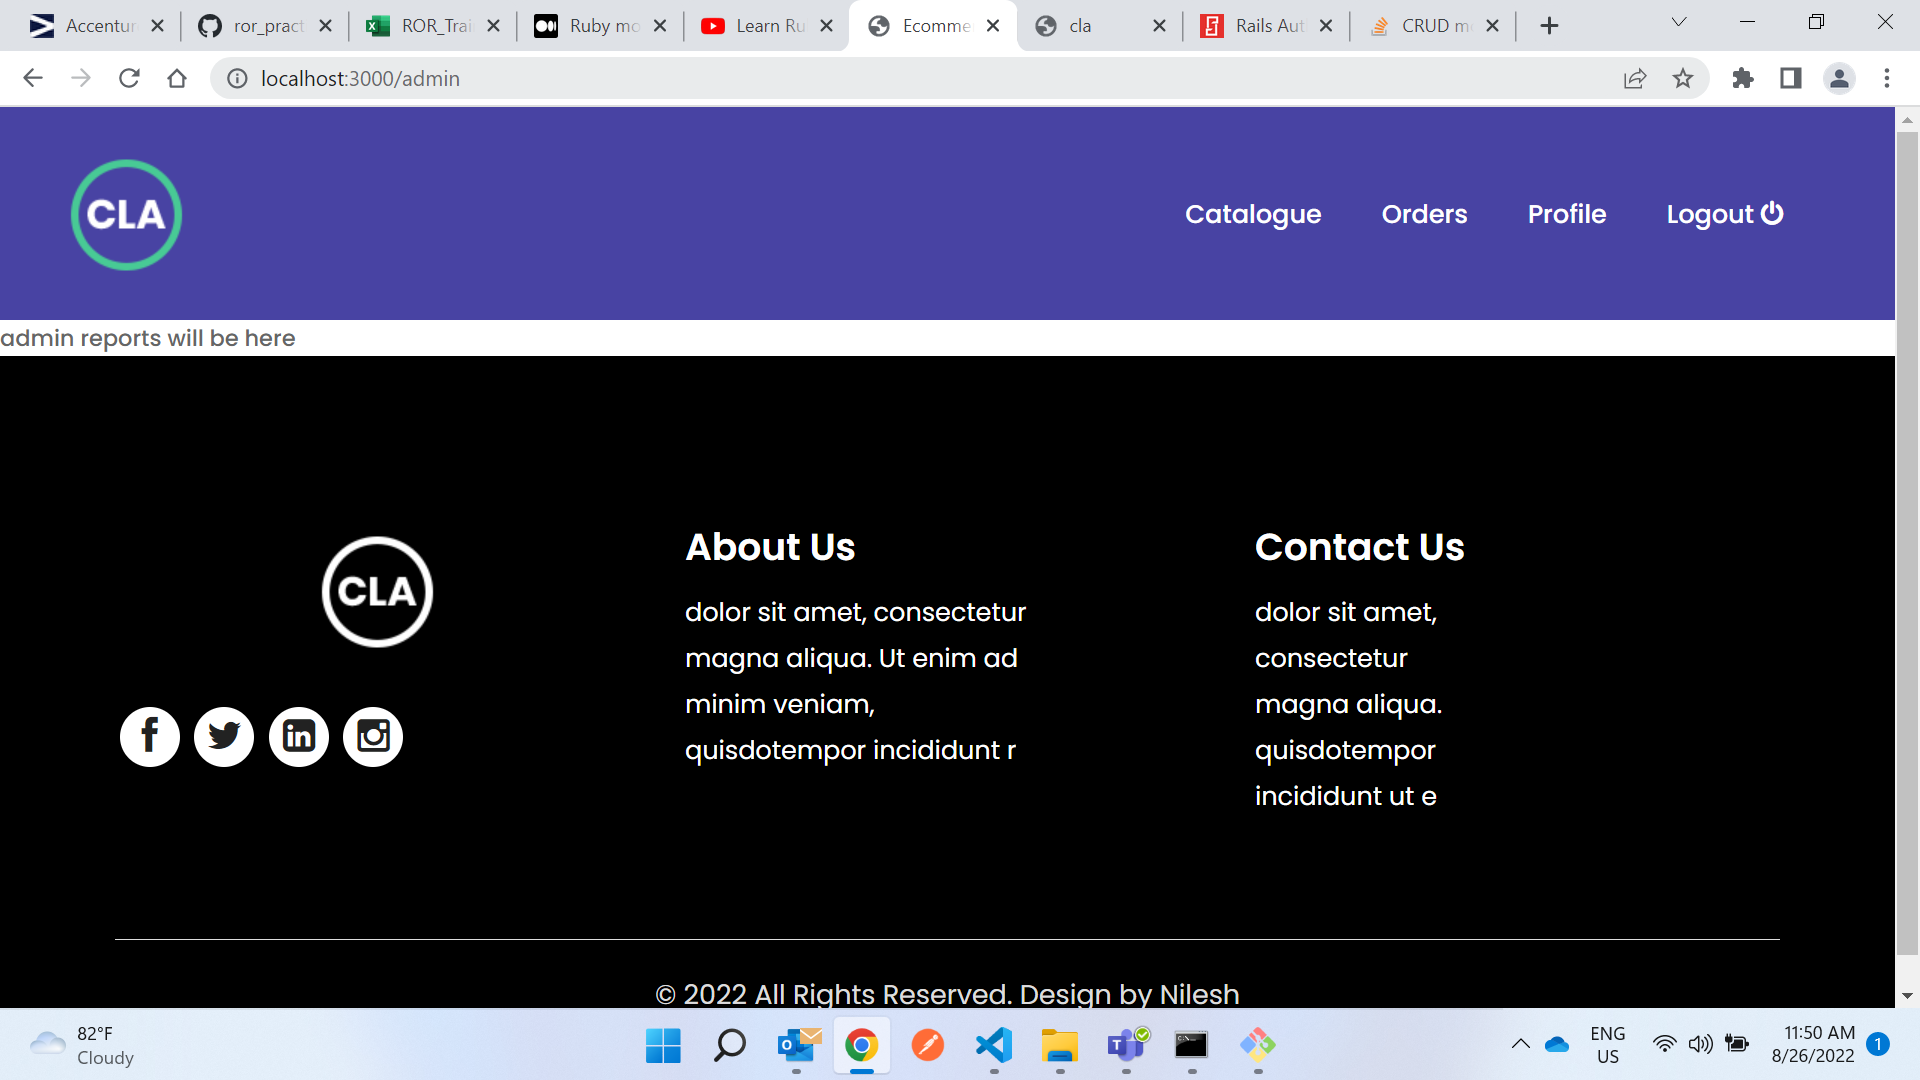 Accentur
ror_pract
ROR_Trai
Ruby mo
Learn Ru
Ecomme
cla
Rails Aut
CRUD m
localhost:3000/admin
CLA
Catalogue
Orders
Profile
Logout
admin reports will be here
CLA
About Us
dolor sit amet, consectetur
magna aliqua. Ut enim ad
minim veniam,
quisdotempor incididunt r
Contact Us
dolor sit amet,
consectetur
magna aliqua.
quisdotempor
incididunt ut e
© 2022 All Rights Reserved. Design by Nilesh
82°F
Cloudy
ENG
US
11:50 AM
8/26/2022
1